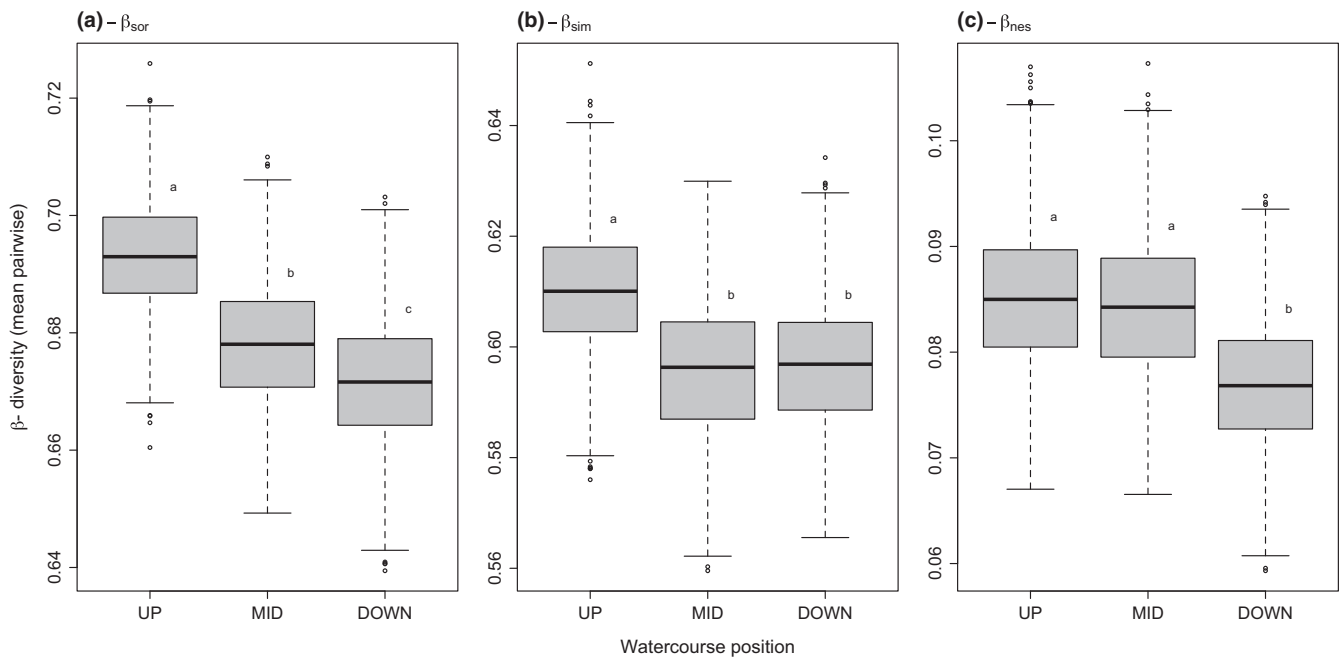 (a) – βsor
(b) – βsim
(c) – βnes
β- diversity (mean pairwise)
0.72
0.70
0.68
0.66
0.64
a
b
c
UP
MID
DOWN
0.64
0.62
0.60
0.58
0.56
a
b
b
UP
MID
DOWN
0.10
0.09
0.08
0.07
0.06
a
a
b
UP
MID
DOWN
Watercourse position